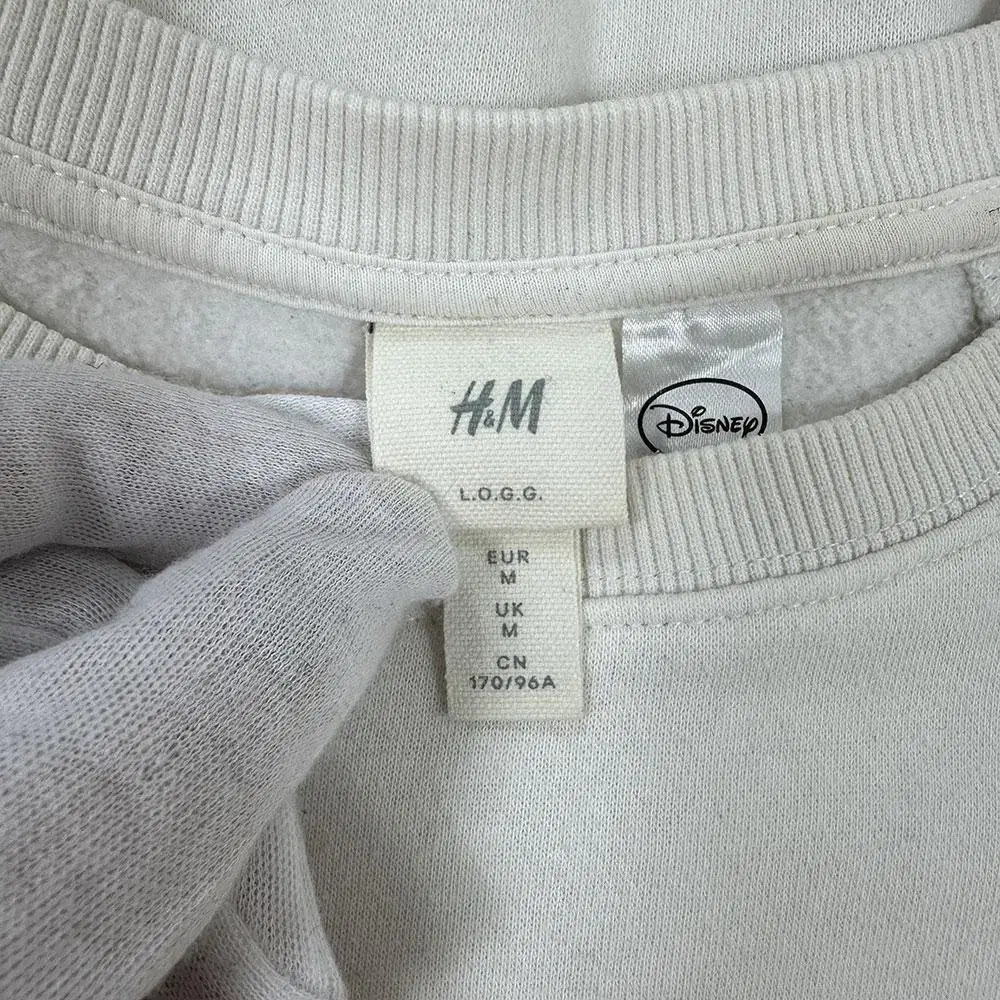 H&M
L.O.G.G.
EUR
M
UK
M
CN
170/96A
Disney